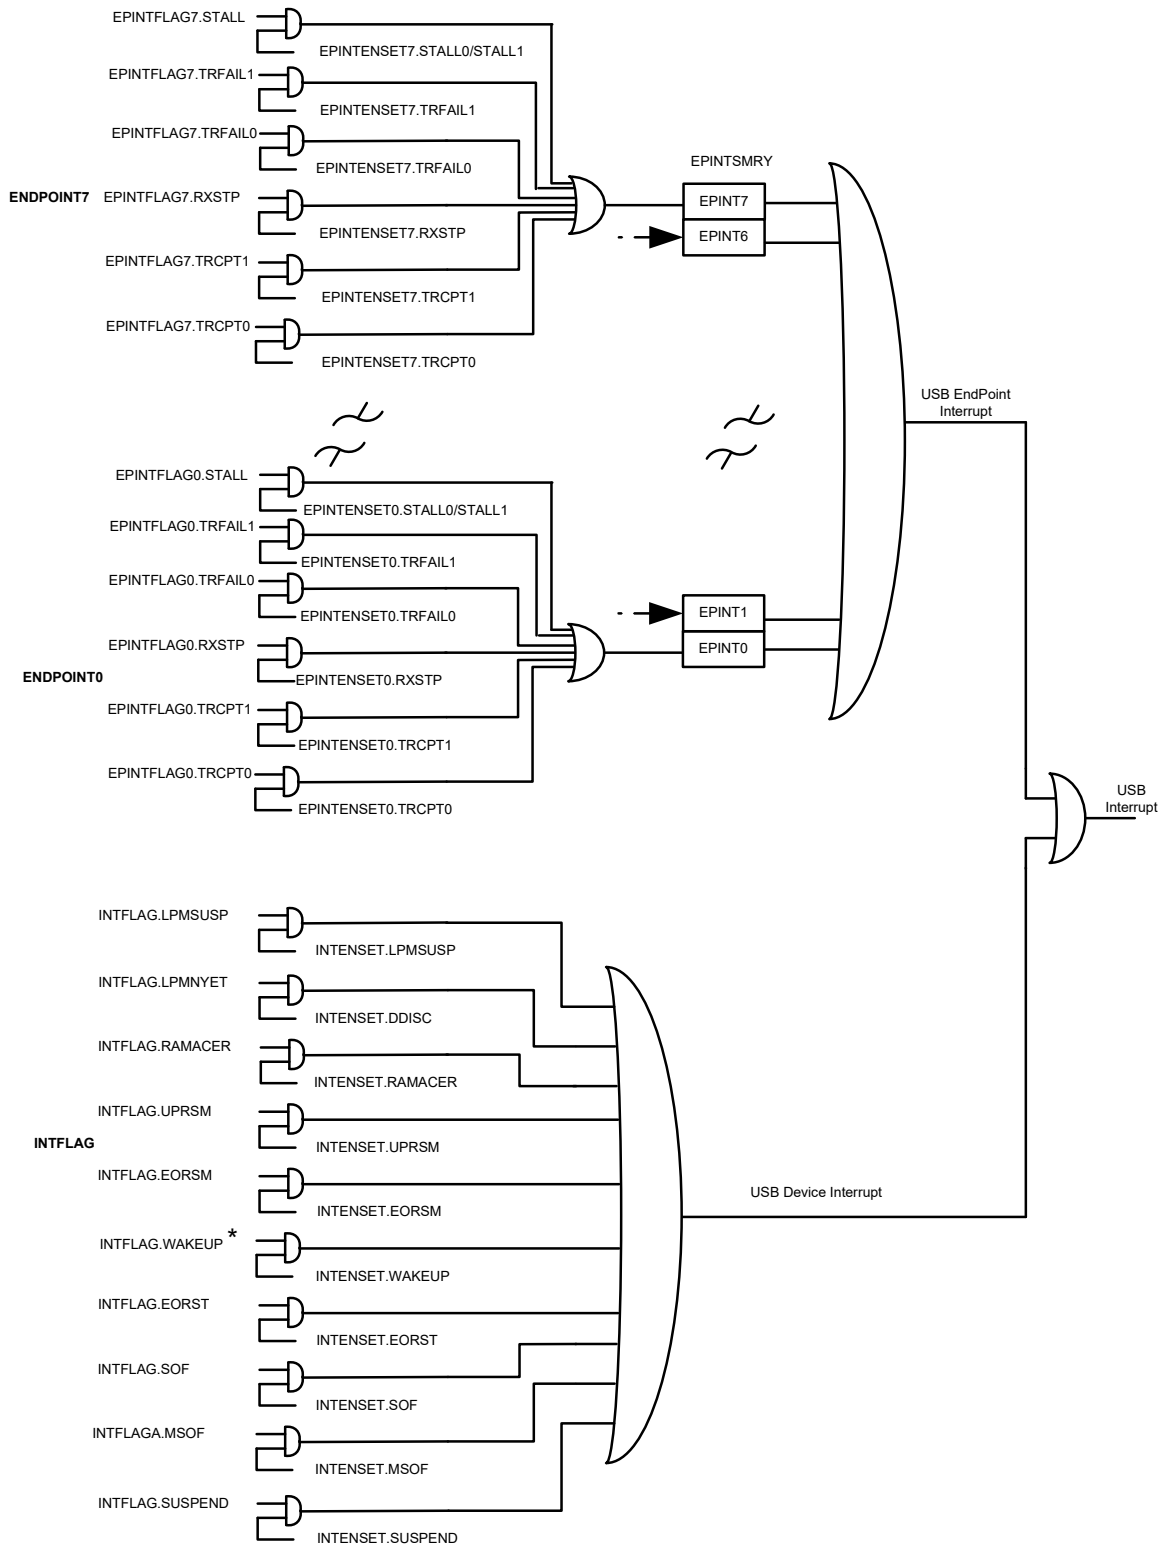 EPINTFLAG7.STALL
EPINTENSET7.STALL0/STALL1
EPINTFLAG7.TRFAIL1
EPINTENSET7.TRFAIL1
EPINTFLAG7.TRFAIL0
EPINTENSET7.TRFAIL0
ENDPOINT7
EPINTFLAG7.RXSTP
EPINTENSET7.RXSTP
EPINTFLAG7.TRCPT1
EPINTENSET7.TRCPT1
EPINTFLAG7.TRCPT0
EPINTENSET7.TRCPT0
EPINTSMRY
EPINT7
EPINT6
USB EndPoint
Interrupt
EPINTFLAG0.STALL
EPINTENSET0.STALL0/STALL1
EPINTFLAG0.TRFAIL1
EPINTENSET0.TRFAIL1
EPINTFLAG0.TRFAIL0
EPINTENSET0.TRFAIL0
EPINTFLAG0.RXSTP
ENDPOINT0
EPINTENSET0.RXSTP
EPINTFLAG0.TRCPT1
EPINTENSET0.TRCPT1
EPINTFLAG0.TRCPT0
EPINTENSET0.TRCPT0
EPINT1
EPINT0
USB
Interrupt
INTFLAG.LPMSUSP
INTENSET.LPMSUSP
INTFLAG.LPMNYET
INTENSET.DDISC
INTFLAG.RAMACER
INTENSET.RAMACER
INTFLAG.UPRSM
INTFLAG
INTENSET.UPRSM
INTFLAG.EORSM
INTENSET.EORSM
USB Device Interrupt
INTFLAG.WAKEUP *
INTENSET.WAKEUP
INTFLAG.EORST
INTENSET.EORST
INTFLAG.SOF
INTENSET.SOF
INTFLAGA.MSOF
INTENSET.MSOF
INTFLAG.SUSPEND
INTENSET.SUSPEND